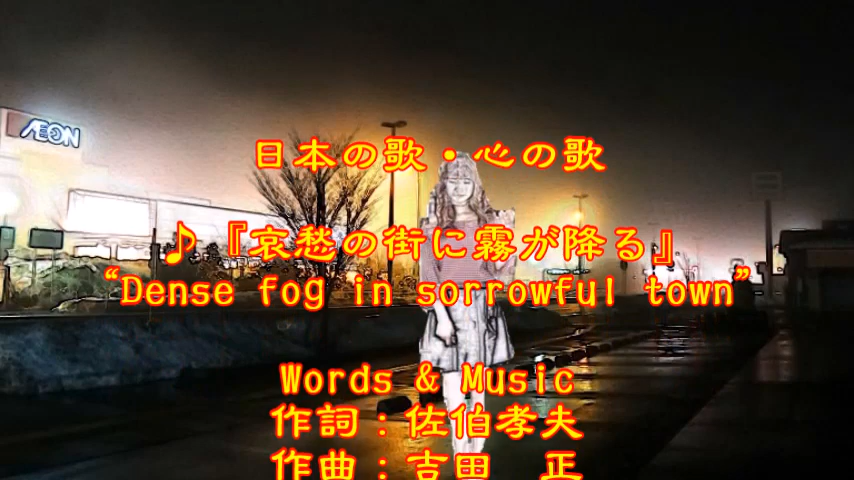 ÆON
日本の歌・心の歌
♪『哀愁の街に霧が降る』
“Dense fog in sorrowful town”
Words & Music
作詞：佐伯孝夫
作曲：吉田　正